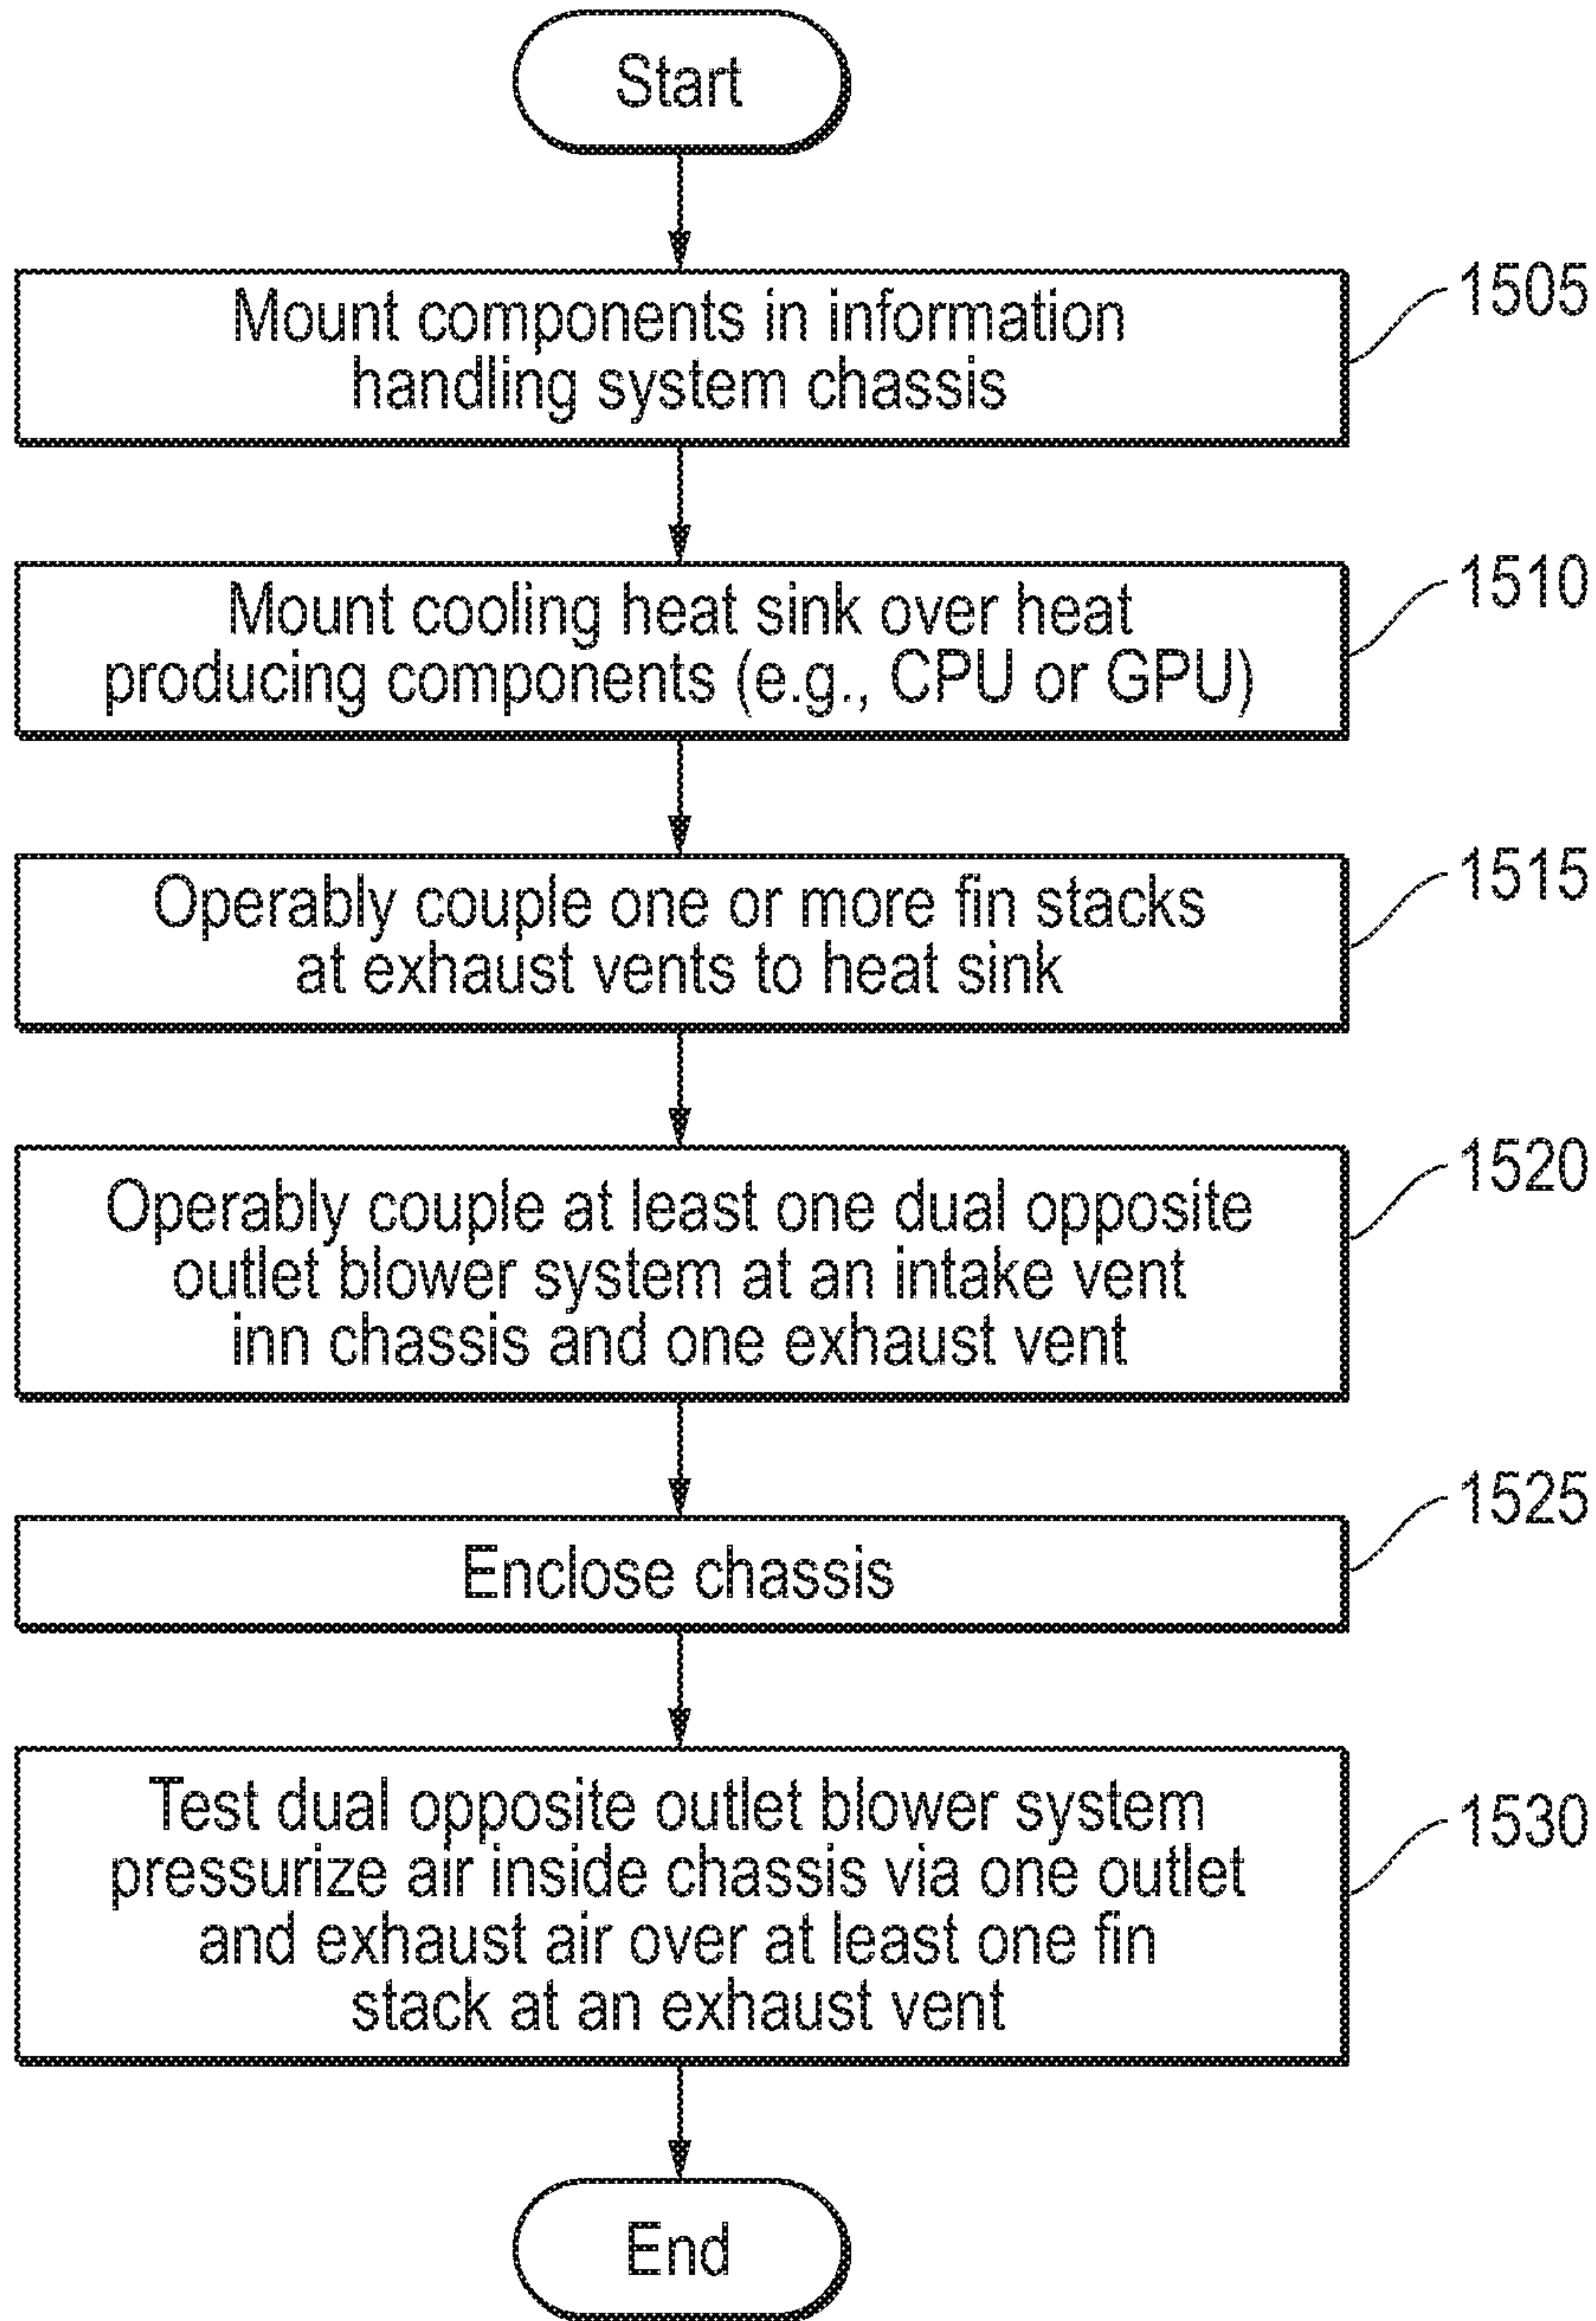 Start
Mount components in information
handling system chassis
1505
Mount cooling heat sink over heat
producing components (e.g., CPU or GPU)
1510
Operably couple one or more fin stacks
at exhaust vents to heat sink
1515
Operably couple at least one dual opposite
outlet blower system at an intake vent
inn chassis and one exhaust vent
1520
Enclose chassis
1525
Test dual opposite outlet blower system
pressurize air inside chassis via one outlet
and exhaust air over at least one fin
stack at an exhaust vent
1530
End